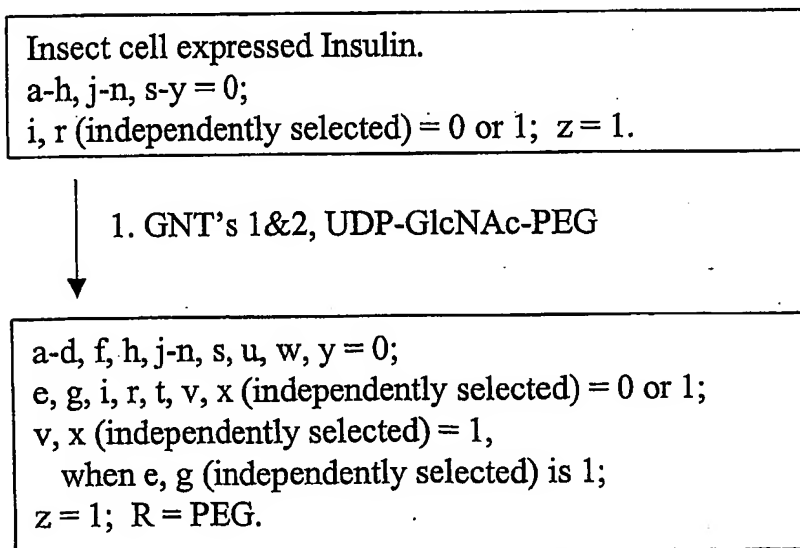 Insect cell expressed Insulin.
a-h, j-n, s-y = 0;
i, r (independently selected) = 0 or 1; z = 1.
1. GNT's 1&2, UDP-GlcNAc-PEG
a-d, f, h, j-n, s, u, w, y = 0;
e, g, i, r, t, v, x (independently selected) = 0 or 1;
v, x (independently selected) = 1,
when e, g (independently selected) is 1;
z = 1; R = PEG.